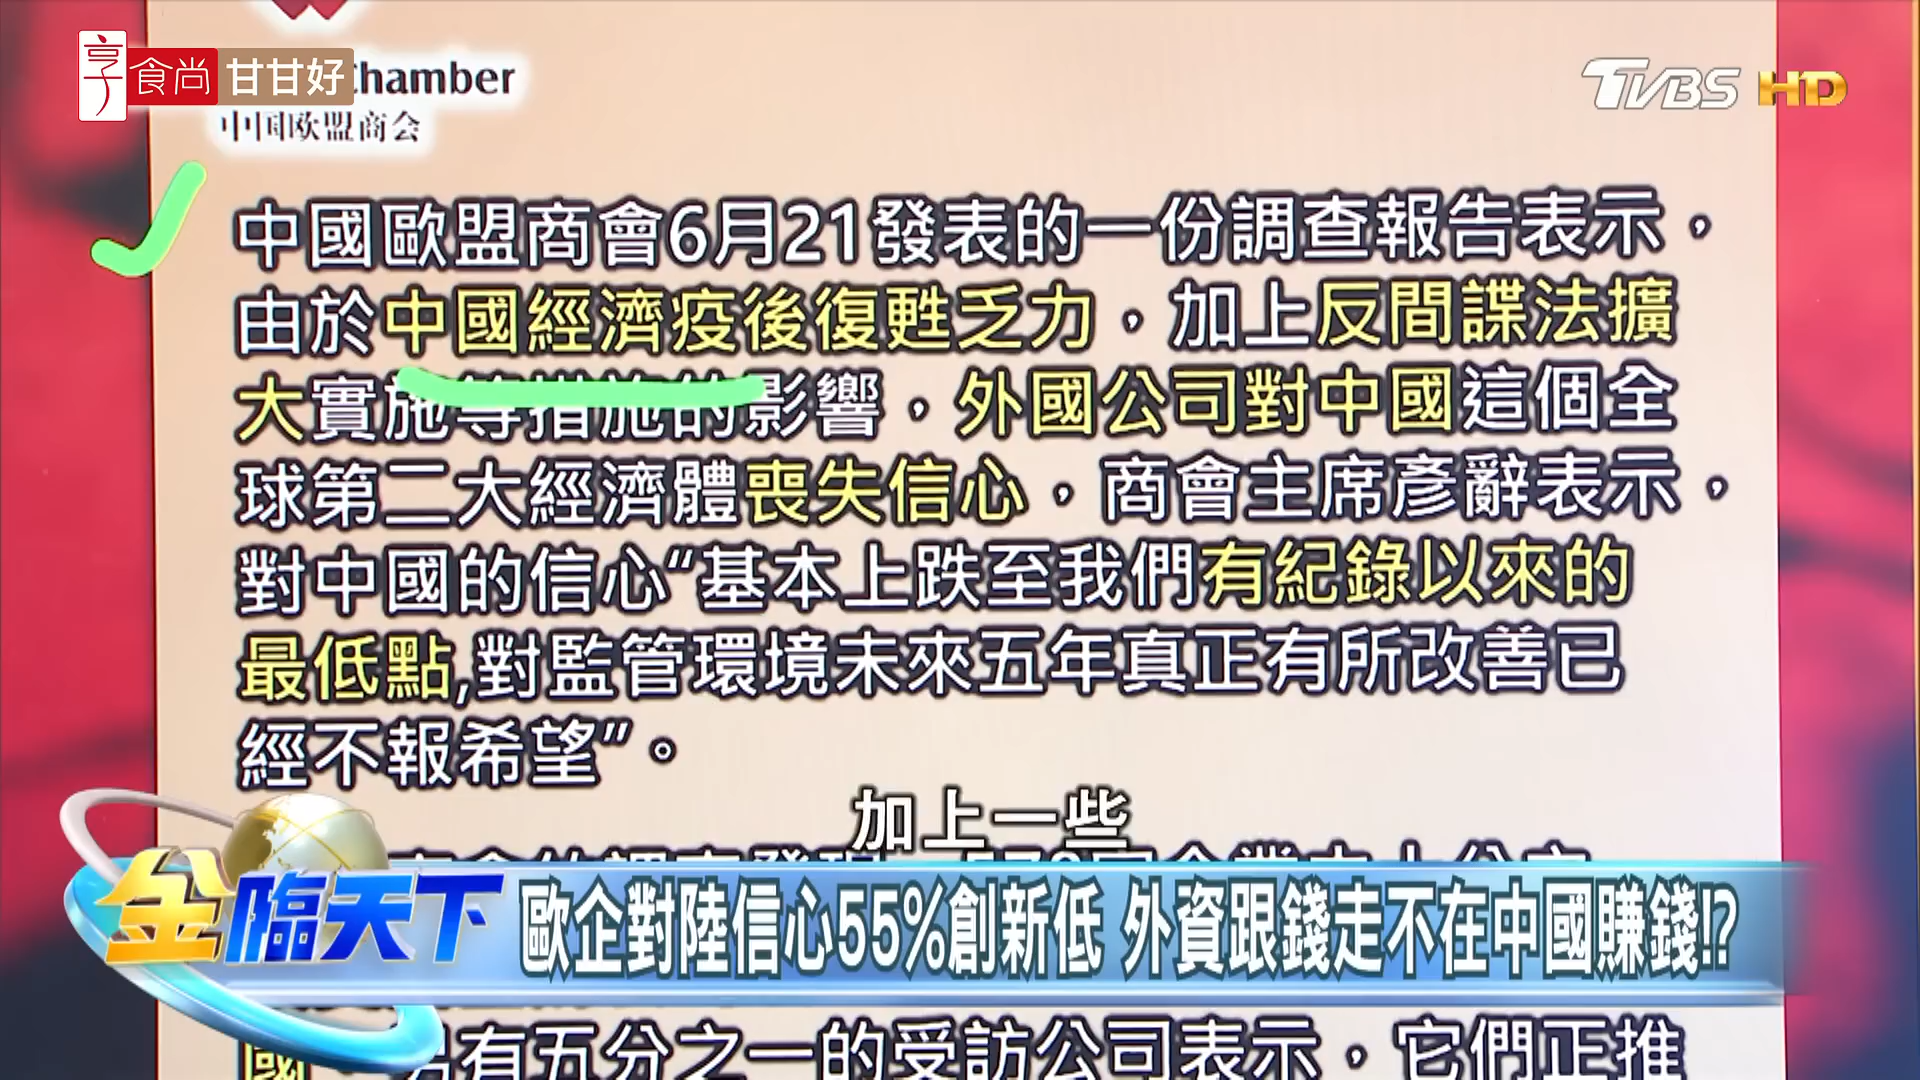 享
食尚 甘甘好
Chamber
TVBS HD
中国欧盟商会
中國歐盟商會6月21發表的一份調查報告表示，
由於中國經濟疫後復甦乏力，加上反間諜法擴
大實施等措施的影響，外國公司對中國這個全
球第二大經濟體喪失信心，商會主席彥辭表示，
對中國的信心“基本上跌至我們有紀錄以來的
最低點,對監管環境未來五年真正有所改善已
經不報希望”。
加上一些
金臨天下
歐企對陸信心55%創新低 外資跟錢走不在中國賺錢!?
國，另有五分之一的受訪公司表示，它們正推